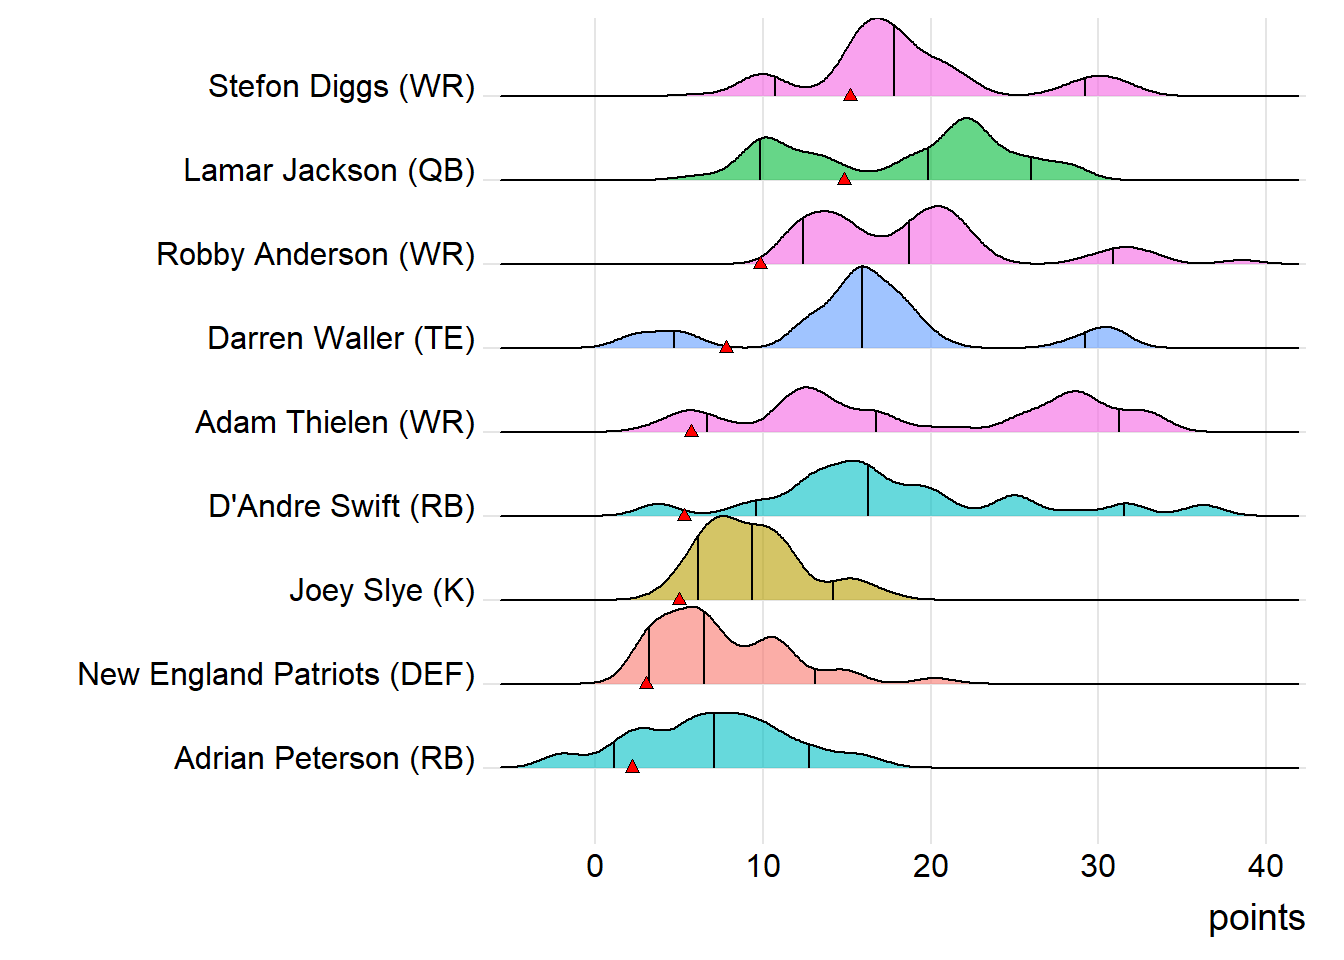 Stefon Diggs (WR)
Lamar Jackson (QB)
Robby Anderson (WR)
Darren Waller (TE)
Adam Thielen (WR)
D'Andre Swift (RB)
Joey Slye (K)
New England Patriots (DEF)
Adrian Peterson (RB)
0 10 20 30 40
points